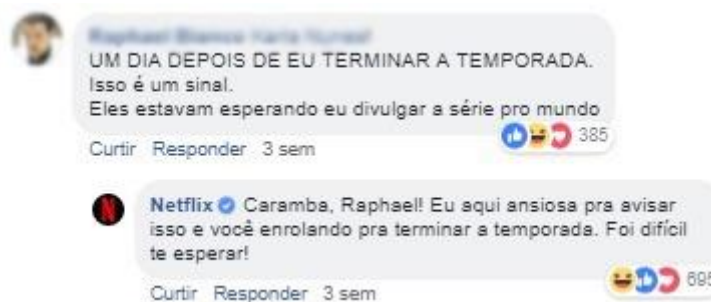 UM DIA DEPOIS DE EU TERMINAR A TEMPORADA.
Isso é um sinal.
Eles estavam esperando eu divulgar a série pro mundo
385
Curtir Responder 3 sem
Netflix Caramba, Raphael! Eu aqui ansiosa pra avisar
isso e você enrolando pra terminar a temporada. Foi difícil
te esperar!
695
Curtir Responder 3 sem